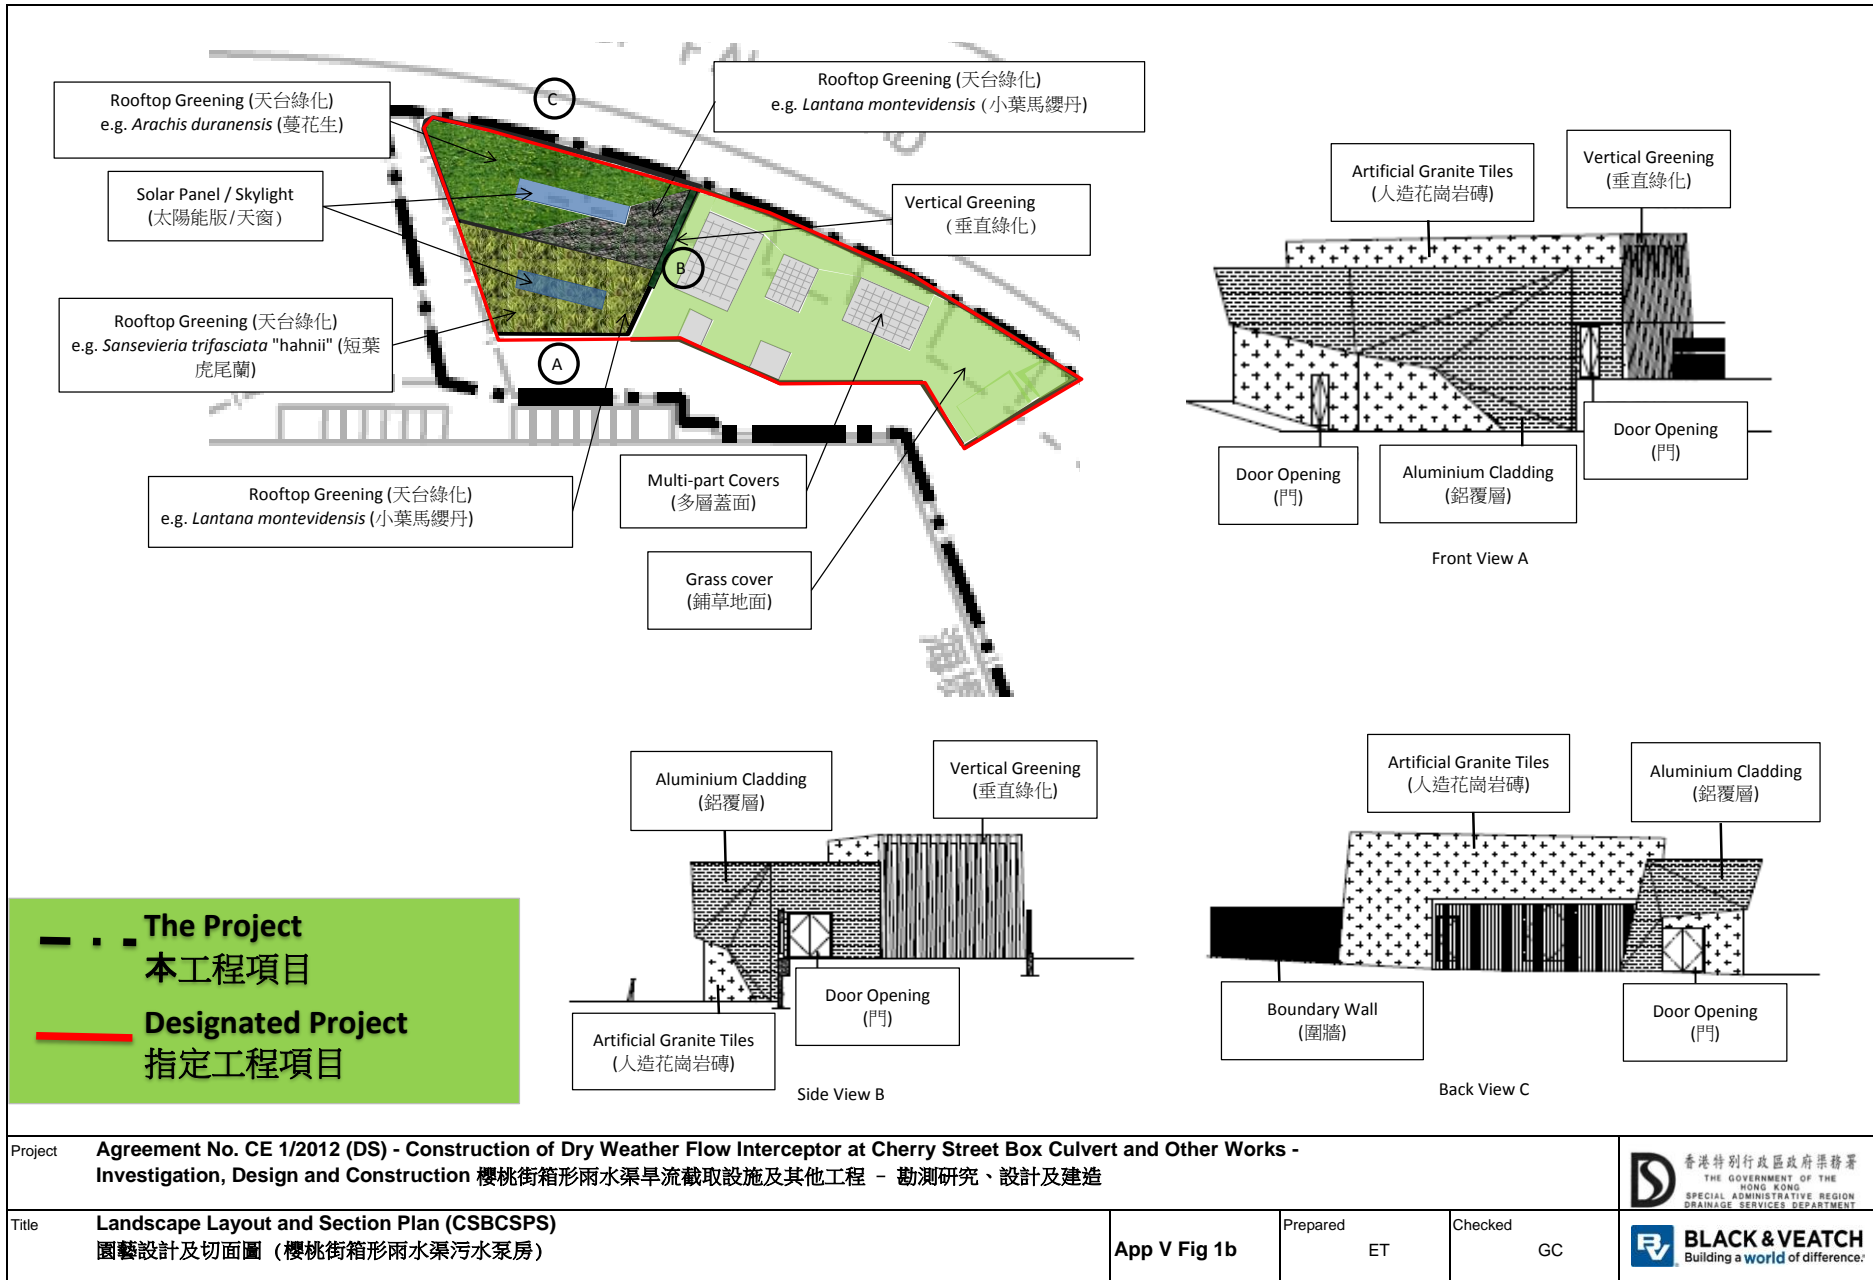 Rooftop Greening (天台綠化)
e.g. Arachis duranensis (蔓花生)
Solar Panel / Skylight
(太陽能版/天窗)
Rooftop Greening (天台綠化)
e.g. Sansevieria trifasciata "hahnii" (短葉
虎尾蘭)
Rooftop Greening (天台綠化)
e.g. Lantana montevidensis (小葉馬纓丹)
C
Rooftop Greening (天台綠化)
e.g. Lantana montevidensis (小葉馬纓丹)
Vertical Greening
(垂直綠化)
B
A
Multi-part Covers
(多層蓋面)
Grass cover
(鋪草地面)
Artificial Granite Tiles
(人造花崗岩磚)
Vertical Greening
(垂直綠化)
Door Opening
(門)
Aluminium Cladding
(鋁覆層)
Door Opening
(門)
Front View A
Aluminium Cladding
(鋁覆層)
Vertical Greening
(垂直綠化)
Door Opening
(門)
Artificial Granite Tiles
(人造花崗岩磚)
Side View B
Artificial Granite Tiles
(人造花崗岩磚)
Aluminium Cladding
(鋁覆層)
Boundary Wall
(圍牆)
Door Opening
(門)
Back View C
The Project
本工程項目
Designated Project
指定工程項目
Project
Agreement No. CE 1/2012 (DS) - Construction of Dry Weather Flow Interceptor at Cherry Street Box Culvert and Other Works -
Investigation, Design and Construction 櫻桃街箱形雨水渠旱流截取設施及其他工程 - 勘測研究、設計及建造
香港特別行政區政府渠務署
THE GOVERNMENT OF THE
HONG KONG
SPECIAL ADMINISTRATIVE REGION
DRAINAGE SERVICES DEPARTMENT
Title
Landscape Layout and Section Plan (CSBCSPS)
園藝設計及切面圖 (櫻桃街箱形雨水渠污水泵房)
App V Fig 1b
Prepared
ET
Checked
GC
BLACK & VEATCH
Building a world of difference.